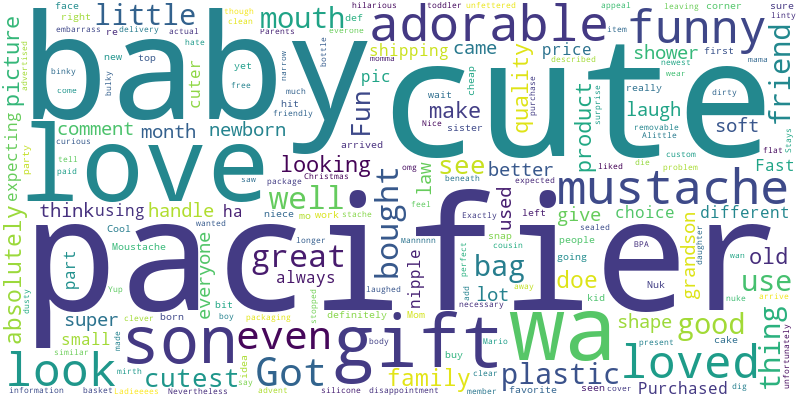 baby
cute
pacifier
love
gift
son
wa
mustache
adorable
funny
loved
look
mouth
little
great
even
Got
bought
well
bag
plastic
good
use
thing
friend
product
quality
picture
absolutely
expecting
comment
month
newborn
looking
think
using
handle
ha
everyone
always
super
small
part
cutest
family
nipple
law
see
better
used
give
choice
different
old
grandson
doe
lot
shape
Purchased
seen
Fast
soft
laugh
shower
price
came
shipping
make
Fun
pic
cuter
face
right
embarrass
though
clean
delivery
re
actual
def
hilarious
toddler
unfettered
Parents
hate
everone
appeal
leaving
corner
sure
linty
item
described
first
newest
wear
mama
binky
come
bulky
new
top
yet
free
narrow
bottle
much
momma
hit
friendly
wait
cheap
really
surprise
purchase
dirty
removable
Alittle
Nice
sister
arrived
curious
party
tell
paid
saw
package
Christmas
omg
feel
beneath
expected
liked
die
custom
problem
flat
Stays
advertised
niece
mo
work
stache
wanted
longer
stopped
laughed
Mannnnn
Exactly
cousin
snap
left
sealed
people
going
BPA
wan
daughter
kid
Nuk
nuke
arrive
perfect
add
necessary
away
Cool
Moustache
Yup
clever
born
bit
boy
packaging
definitely
Mom
body
Mario
buy
cake
present
unfortunately
dusty
similar
made
mirth
idea
say
information
basket
Nevertheless
ladieeees
advent
silicone
disappointment
clear
member
favorite
cover
dig